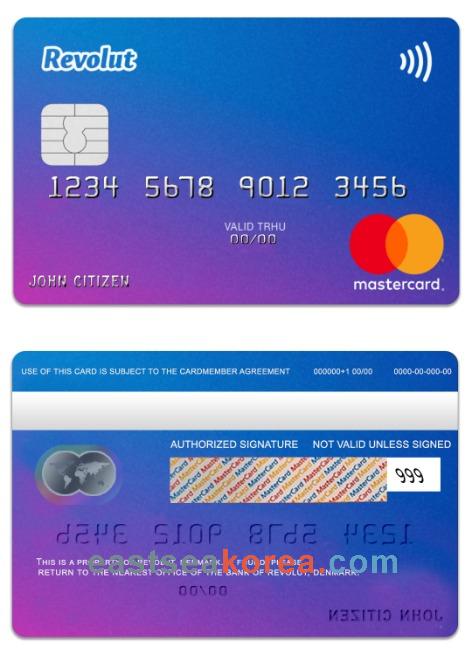 Revolut
1234 5678 9012 3456
VALID TRHU
00/00
JOHN CITIZEN
mastercard.
USE OF THIS CARD IS SUBJECT TO THE CARDMEMBER AGREEMENT 000000+1 00/00 0000-00-000-00
AUTHORIZED SIGNATURE NOT VALID UNLESS SIGNED
MasterCard MasterCard MasterCard
999
1234 5678 9012 3456
THIS IS A PROPERTY OF REVOLUT, DENMARK. IF FOUND PLEASE
eastseakorea.com
RETURN TO THE NEAREST OFFICE OF THE BANK OF REVOLUT, DENMARK.
00/00
JOHN CITIZEN